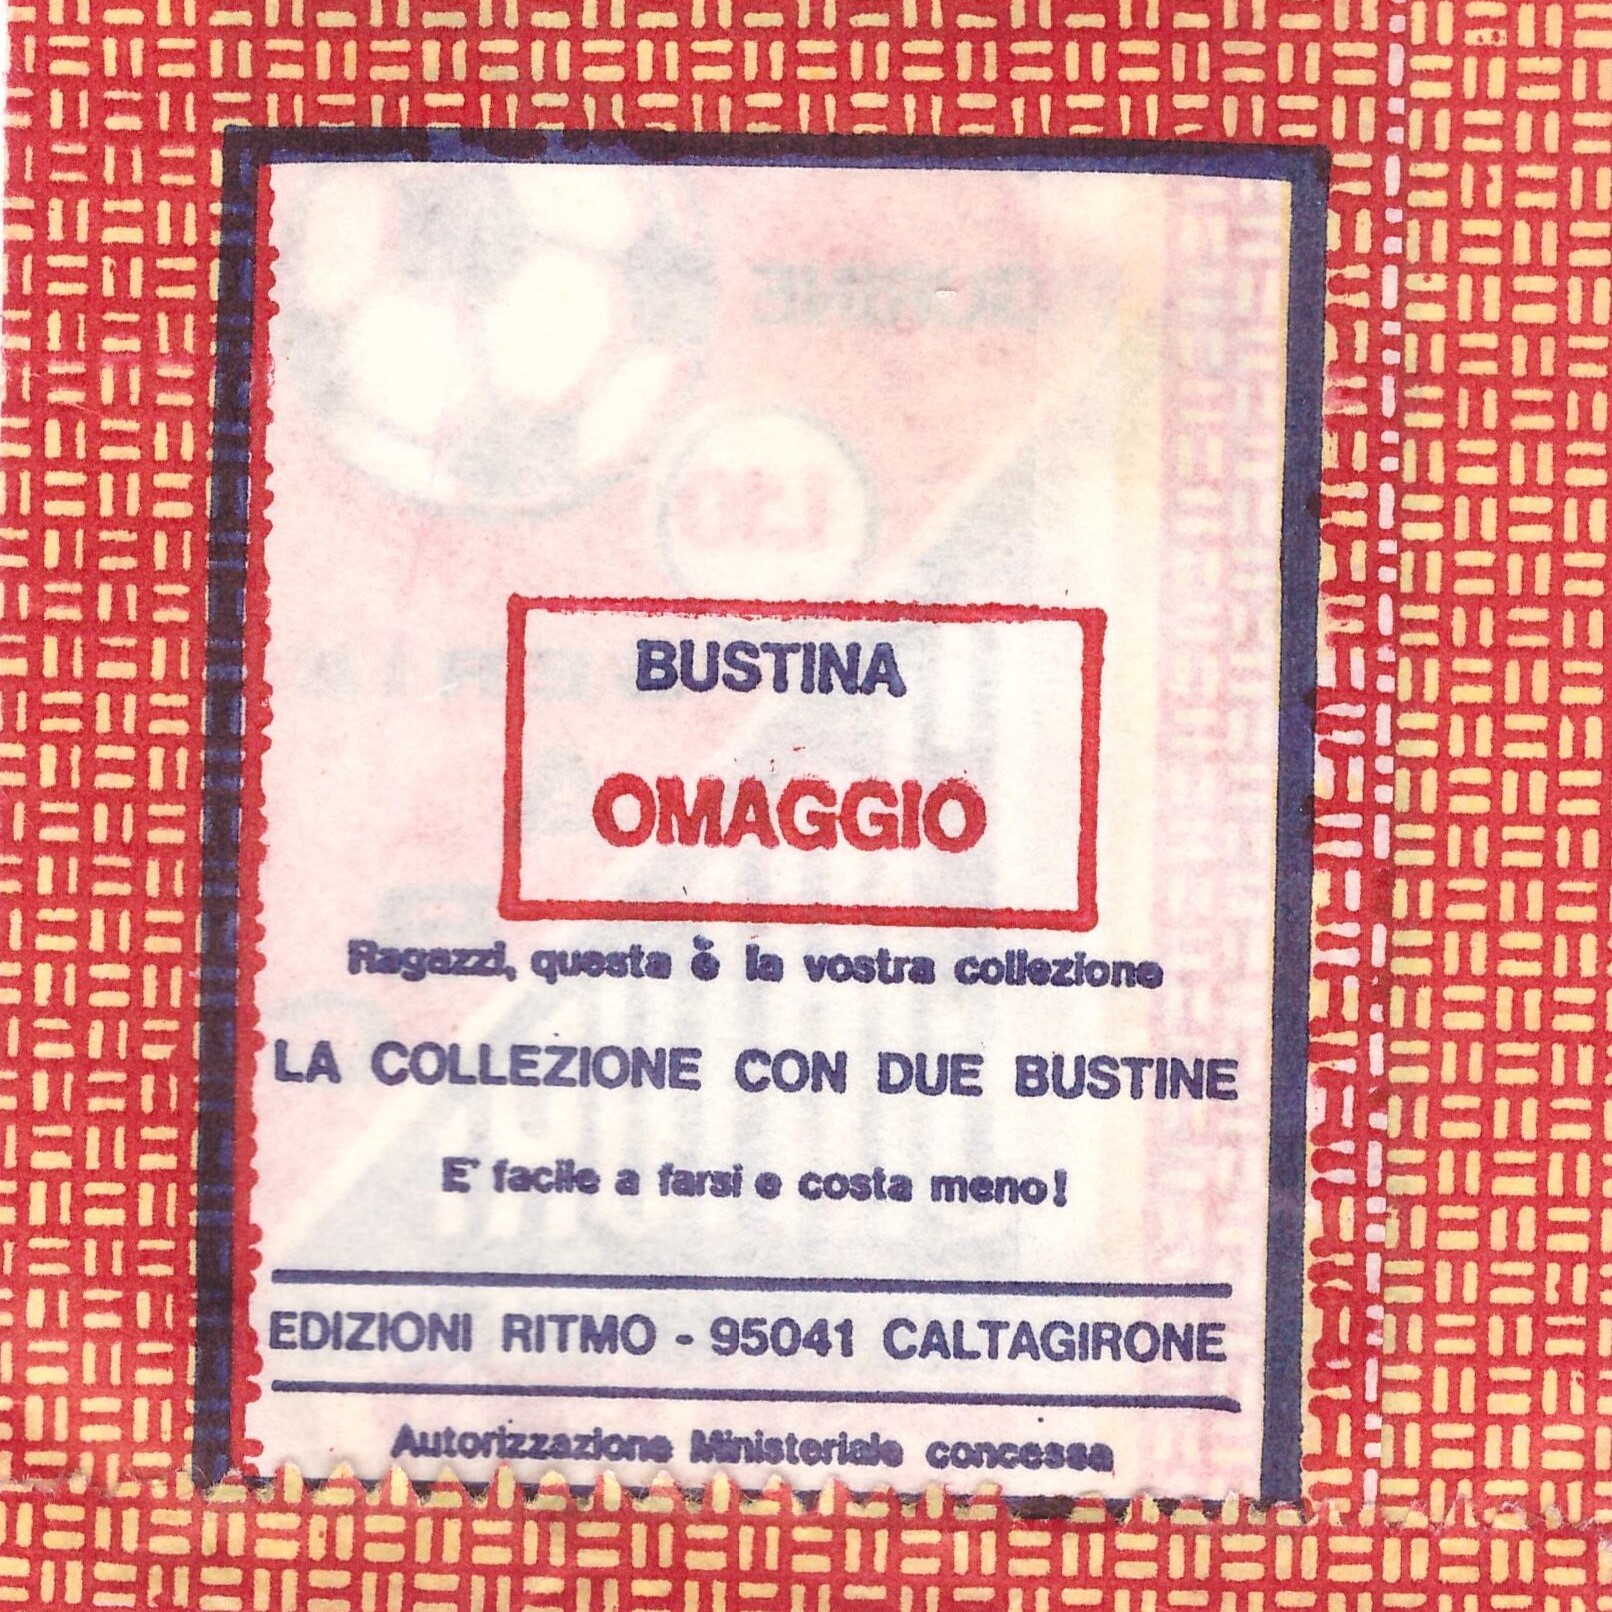 BUSTINA
OMAGGIO
Ragazzi, questa è la vostra collezione
LA COLLEZIONE CON DUE BUSTINE
E' facile a farsi e costa meno!
EDIZIONI RITMO - 95041 CALTAGIRONE
Autorizzazione Ministeriale concessa